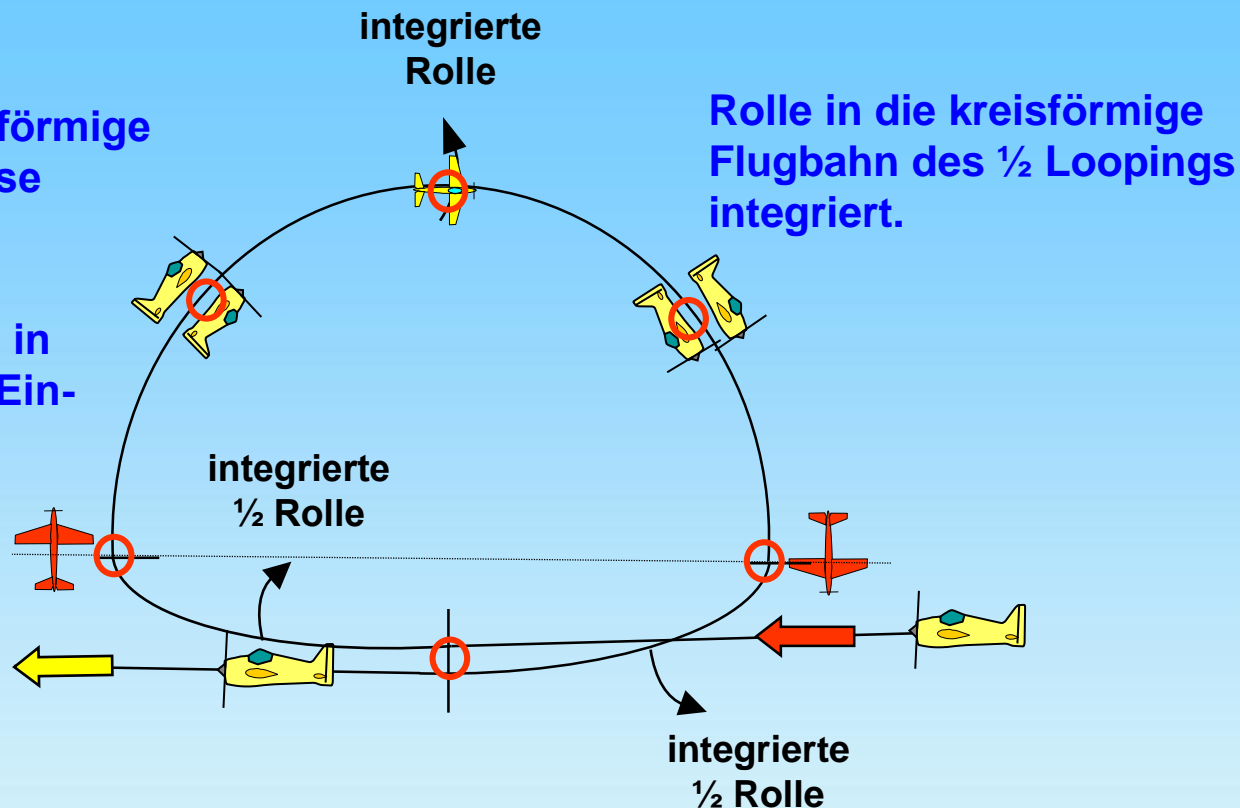 integrierte
Rolle
förmige
se
Rolle in die kreisförmige
Flugbahn des ½ Loopings
integriert.
in
Ein-
integrierte
½ Rolle
integrierte
½ Rolle